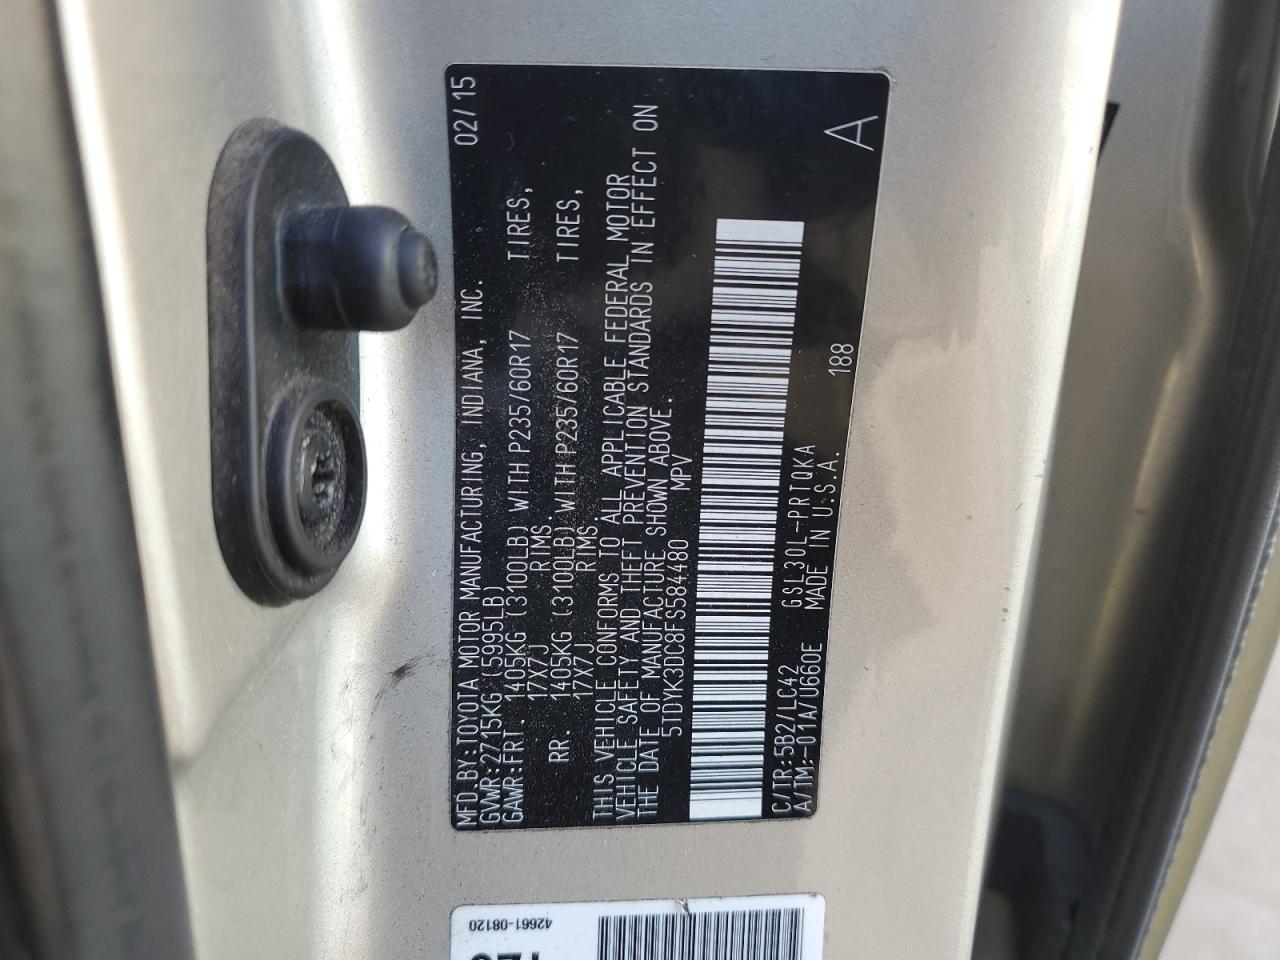 MFD.BY:TOYOTA MOTOR MANUFACTURING, INDIANA, INC. 02/15
GVWR:2715KG (5995LB)
GAWR:FRT. 1405KG (3100LB) WITH P235/60R17 TIRES,
17X7J RIMS.
RR. 1405KG (3100LB) WITH P235/60R17 TIRES,
17X7J RIMS.
THIS VEHICLE CONFORMS TO ALL APPLICABLE FEDERAL MOTOR
VEHICLE SAFETY AND THEFT PREVENTION STANDARDS IN EFFECT ON
THE DATE OF MANUFACTURE SHOWN ABOVE.
5TDYK3DC8FS584480 MPV
C/TR:5B2/LC42 GSL30L-PRTQKA
A/TM:-01A/U660E MADE IN U.S.A. 188 A
42661-08120